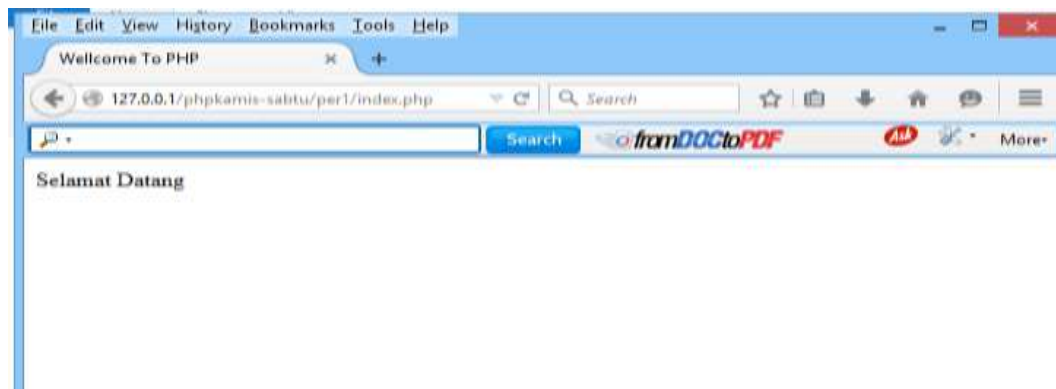 File Edit View History Bookmarks Tools Help
Wellcome To PHP
127.0.0.1/phpkamis-sabtu/per1/index.php Search
Search fromDOCtoPDF Ask More
Selamat Datang